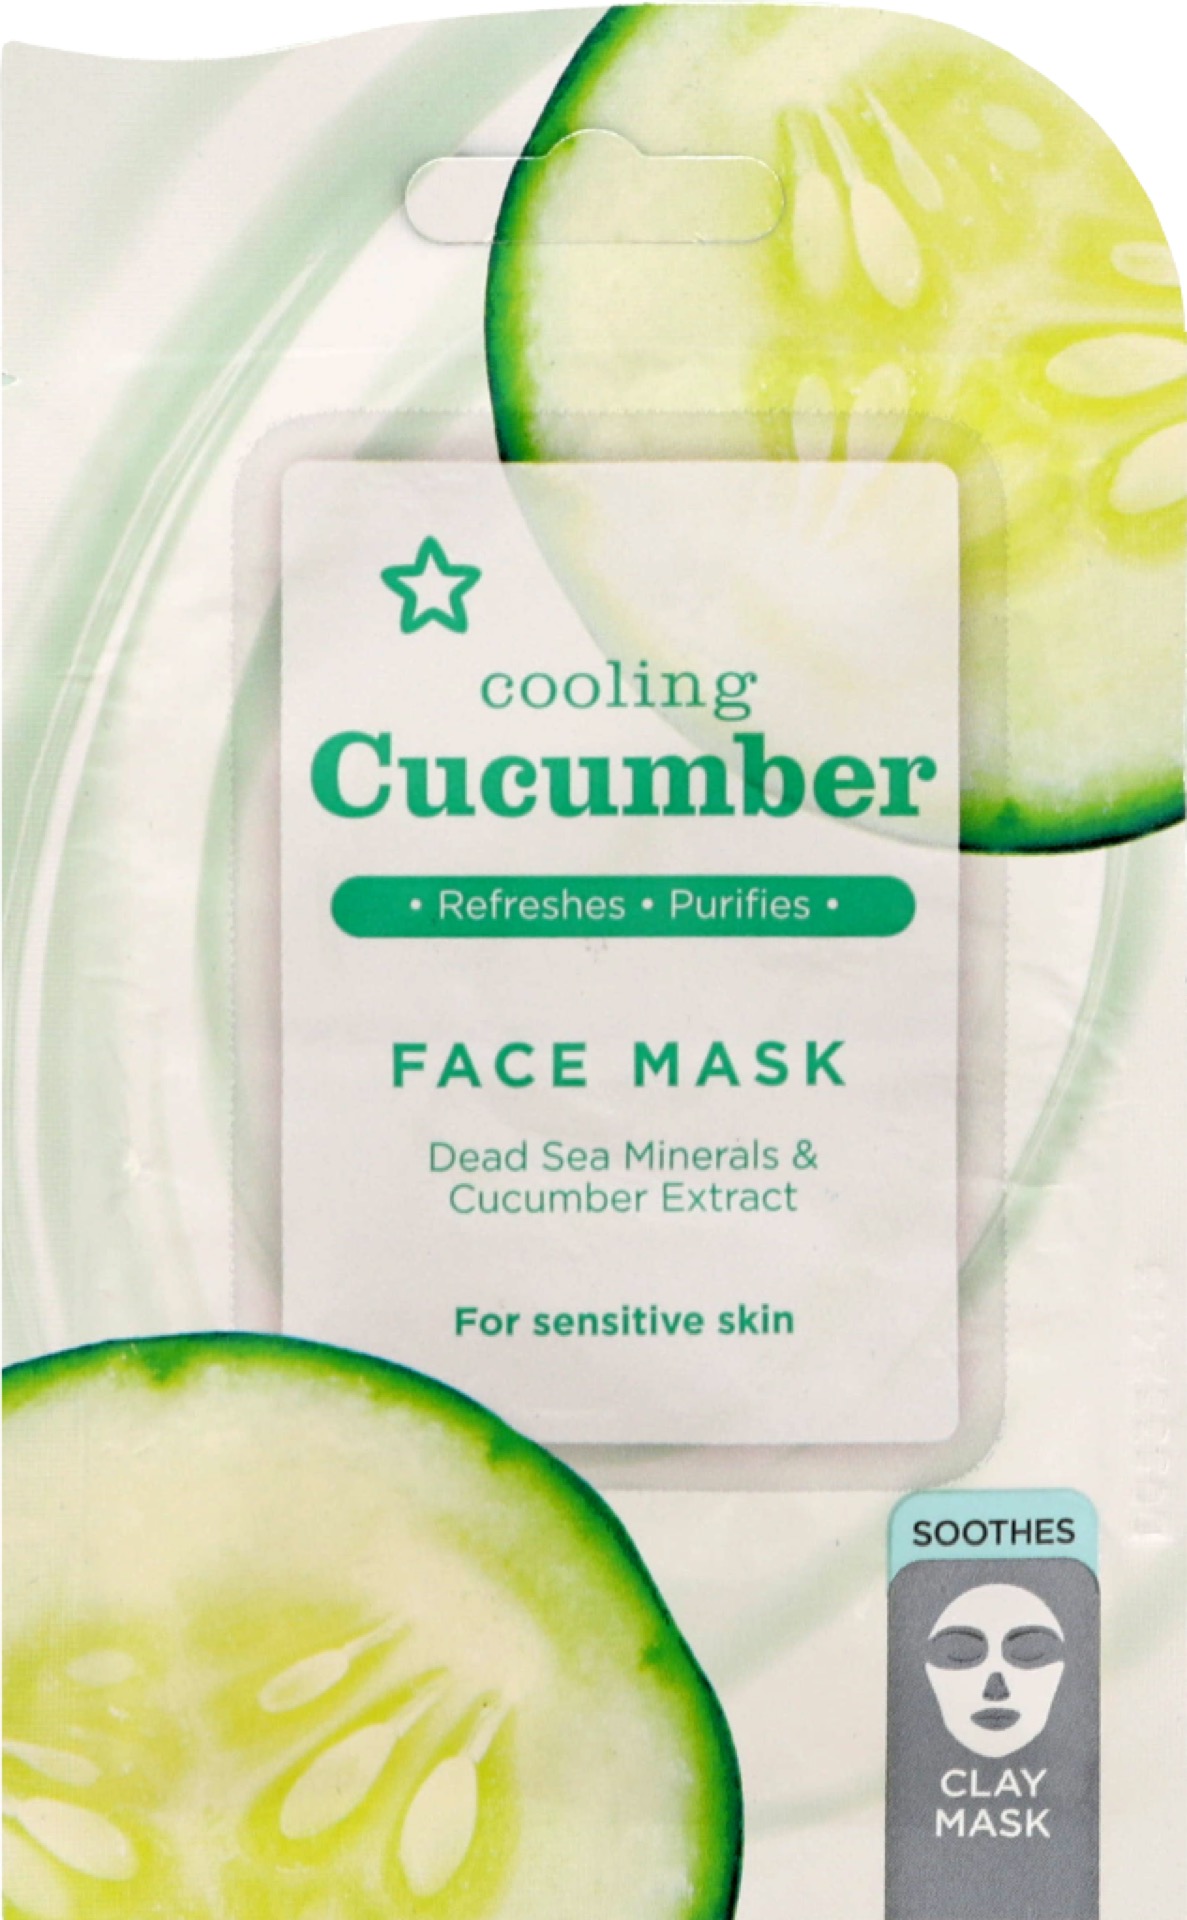 cooling
Cucumber
• Refreshes • Purifies •
FACE MASK
Dead Sea Minerals &
Cucumber Extract
For sensitive skin
SOOTHES
CLAY
MASK